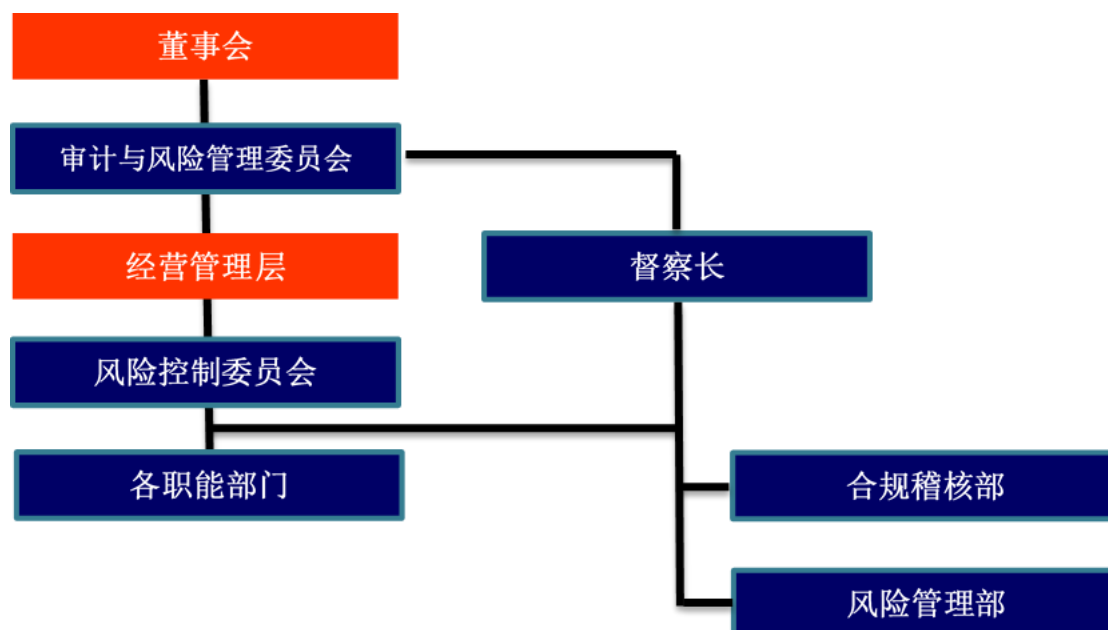 董事会
审计与风险管理委员会
经营管理层
督察长
风险控制委员会
各职能部门
合规稽核部
风险管理部